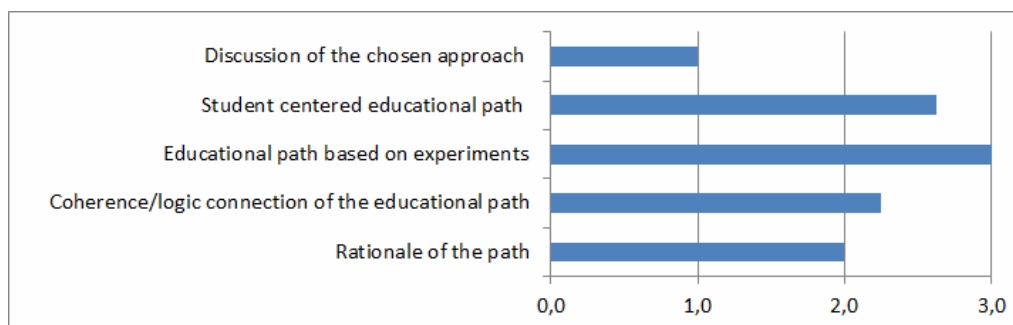 Discussion of the chosen approach
Student centered educational path
Educational path based on experiments
Coherence/logic connection of the educational path
Rationale of the path
0,0 1,0 2,0 3,0